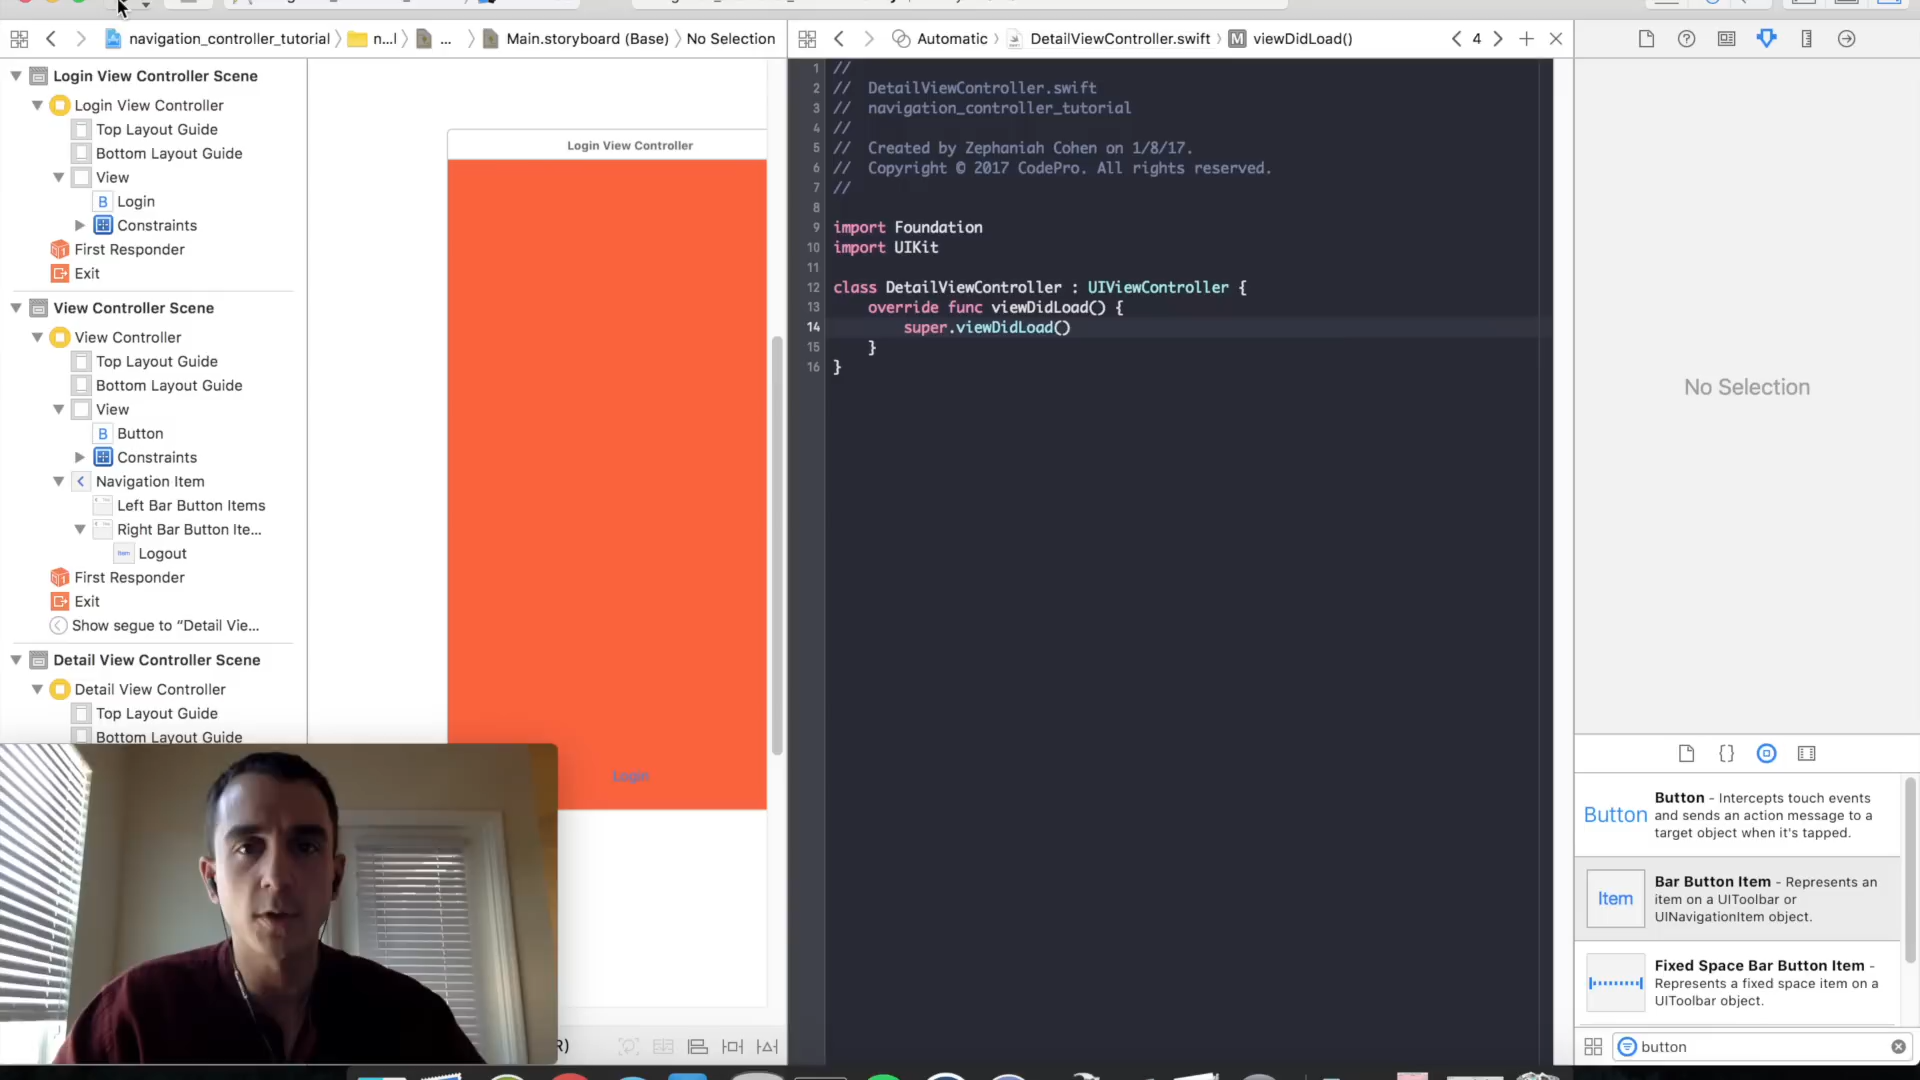 navigation_controller_tutorial
n...l
...
Main.storyboard (Base)
No Selection
Automatic
DetailViewController.swift
M viewDidLoad()
4
Login View Controller Scene
Login View Controller
Top Layout Guide
Bottom Layout Guide
View
B Login
Constraints
First Responder
Exit
View Controller Scene
View Controller
Top Layout Guide
Bottom Layout Guide
View
B Button
Constraints
Navigation Item
Left Bar Button Items
Right Bar Button Ite...
Item Logout
First Responder
Exit
Show segue to “Detail Vie...
Detail View Controller Scene
Detail View Controller
Top Layout Guide
Bottom Layout Guide
Login View Controller
Login
R)
1 //
2 //  DetailViewController.swift
3 //  navigation_controller_tutorial
4 //
5 //  Created by Zephaniah Cohen on 1/8/17.
6 //  Copyright © 2017 CodePro. All rights reserved.
7 //
8
9 import Foundation
10 import UIKit
11
12 class DetailViewController : UIViewController {
13     override func viewDidLoad() {
14         super.viewDidLoad()
15     }
16 }
No Selection
Button
Button - Intercepts touch events
and sends an action message to a
target object when it's tapped.
Item
Bar Button Item - Represents an
item on a UIToolbar or
UINavigationItem object.
Fixed Space Bar Button Item -
Represents a fixed space item on a
UIToolbar object.
button